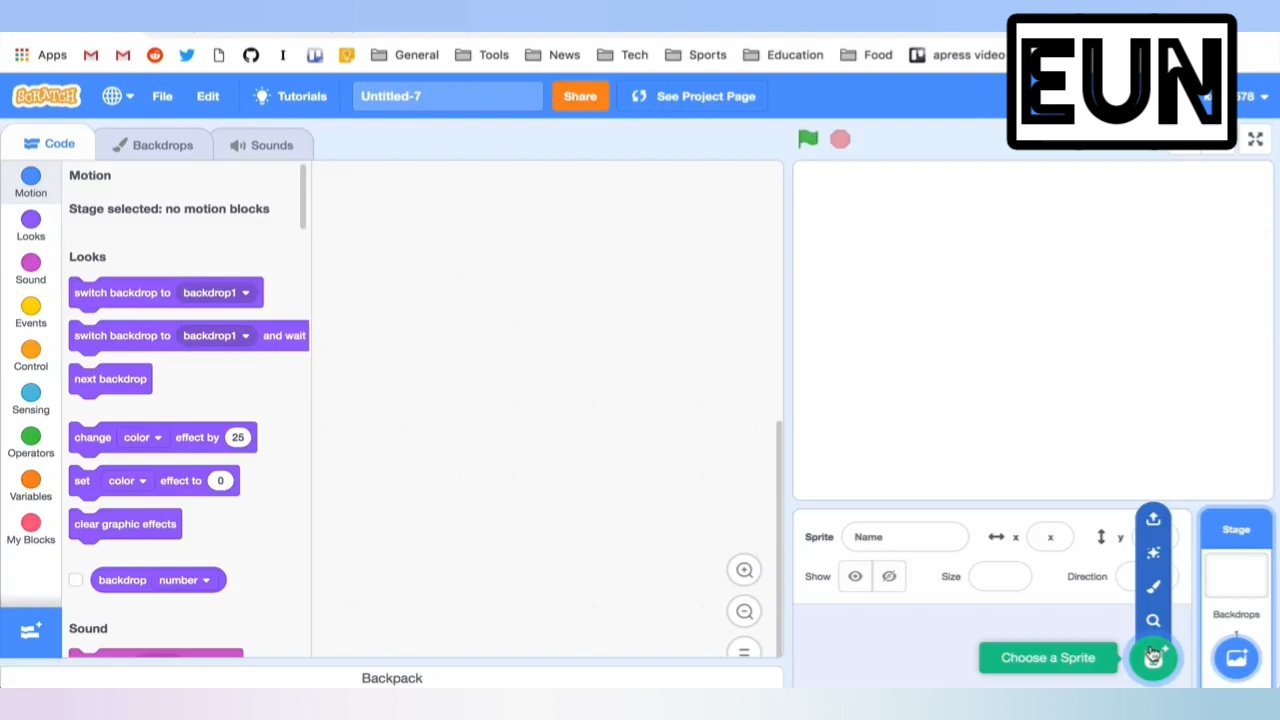 EUN
Apps General Tools News Tech Sports Education Food apress video
SCRATCH File Edit Tutorials Untitled-7 Share See Project Page 578
Code Backdrops Sounds
Motion
Looks
Sound
Events
Control
Sensing
Operators
Variables
My Blocks
Motion
Stage selected: no motion blocks
Looks
switch backdrop to backdrop1
switch backdrop to backdrop1 and wait
next backdrop
change color effect by 25
set color effect to 0
clear graphic effects
backdrop number
Sound
Backpack
Sprite Name x x y
Show Size Direction
Choose a Sprite
Stage
Backdrops
1